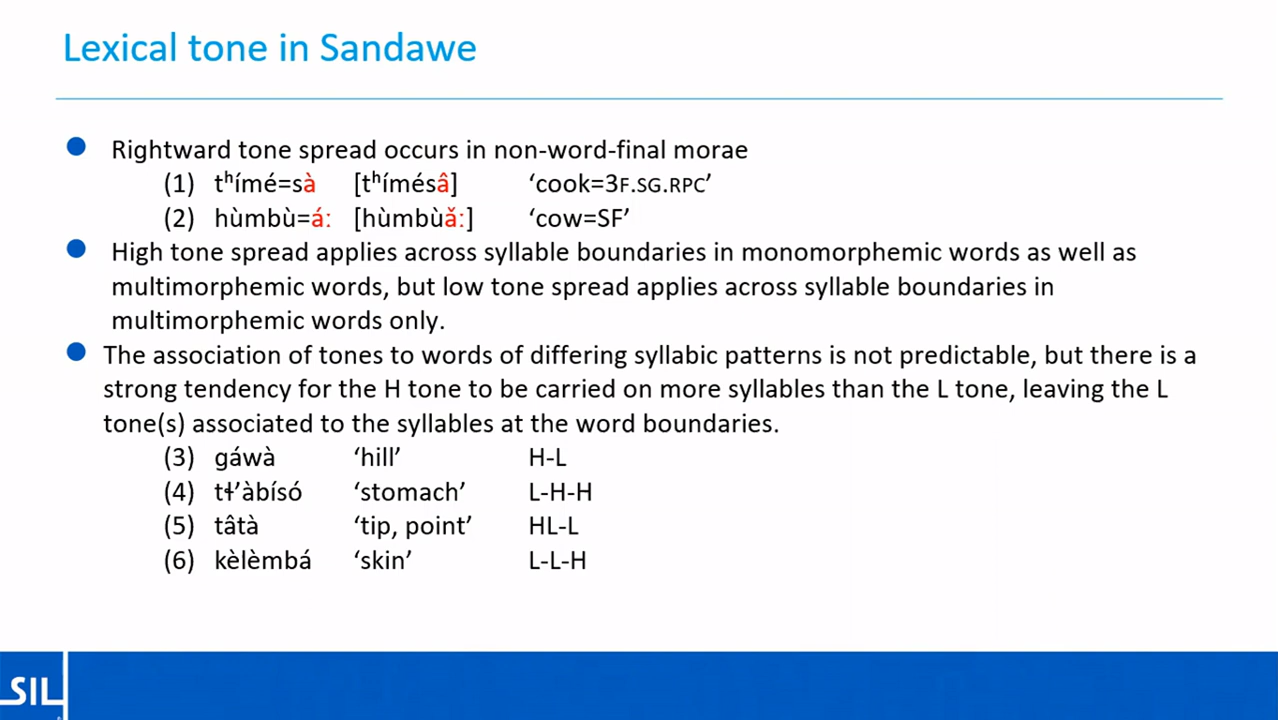 Lexical tone in Sandawe
● Rightward tone spread occurs in non-word-final morae
(1) tʰímé=sà [tʰímésâ] ‘cook=3F.SG.RPC’
(2) hùmbù=á: [hùmbùǎ:] ‘cow=SF’
● High tone spread applies across syllable boundaries in monomorphemic words as well as
multimorphemic words, but low tone spread applies across syllable boundaries in
multimorphemic words only.
● The association of tones to words of differing syllabic patterns is not predictable, but there is a
strong tendency for the H tone to be carried on more syllables than the L tone, leaving the L
tone(s) associated to the syllables at the word boundaries.
(3) gáwà ‘hill’ H-L
(4) tɬ’àbísó ‘stomach’ L-H-H
(5) tâtà ‘tip, point’ HL-L
(6) kèlèmbá ‘skin’ L-L-H
SIL